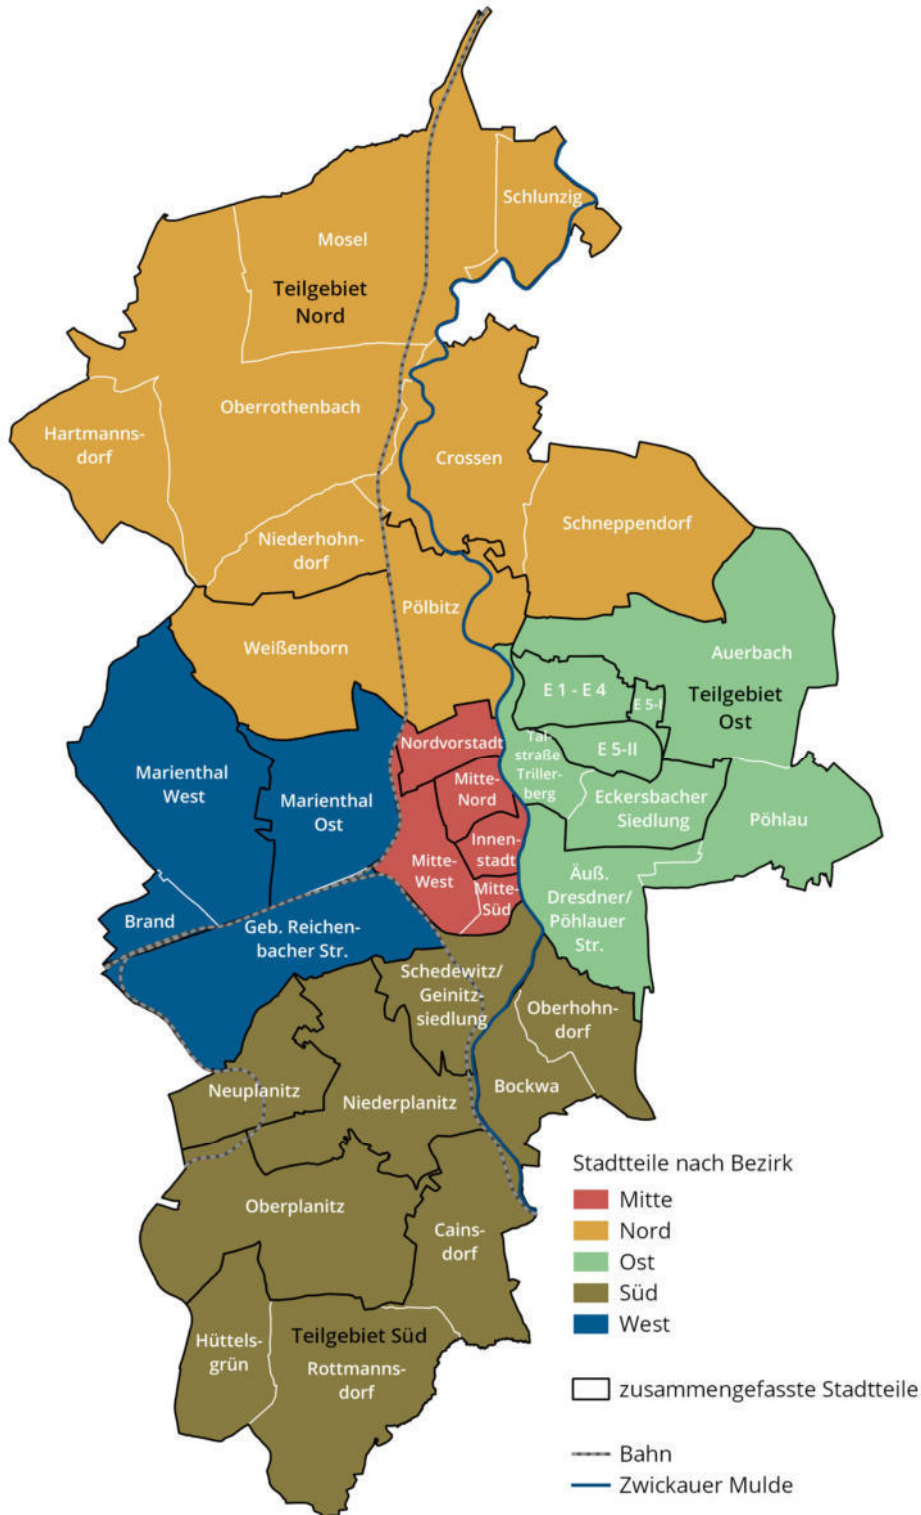 Schlunzig
Mosel
Teilgebiet
Nord
Oberrothenbach
Hartmanns-
dorf
Crossen
Schneppendorf
Niederhohn-
dorf
Pölbitz
Weißenborn
Auerbach
Teilgebiet
Ost
E 1 - E 4
E 5-I
E 5-II
Tal-
straße
Triller-
berg
Nordvorstadt
Mitte-
Nord
Marienthal
West
Marienthal
Ost
Eckersbacher
Siedlung
Pöhlau
Innen-
stadt
Mitte-
West
Mitte-
Süd
Äuß.
Dresdner/
Pöhlauer
Str.
Brand
Geb. Reichen-
bacher Str.
Schedewitz/
Geinitz-
siedlung
Oberhohn-
dorf
Bockwa
Neuplanitz
Niederplanitz
Oberplanitz
Cains-
dorf
Hüttels-
grün
Teilgebiet Süd
Rottmanns-
dorf
Stadtteile nach Bezirk
Mitte
Nord
Ost
Süd
West
zusammengefasste Stadtteile
Bahn
Zwickauer Mulde